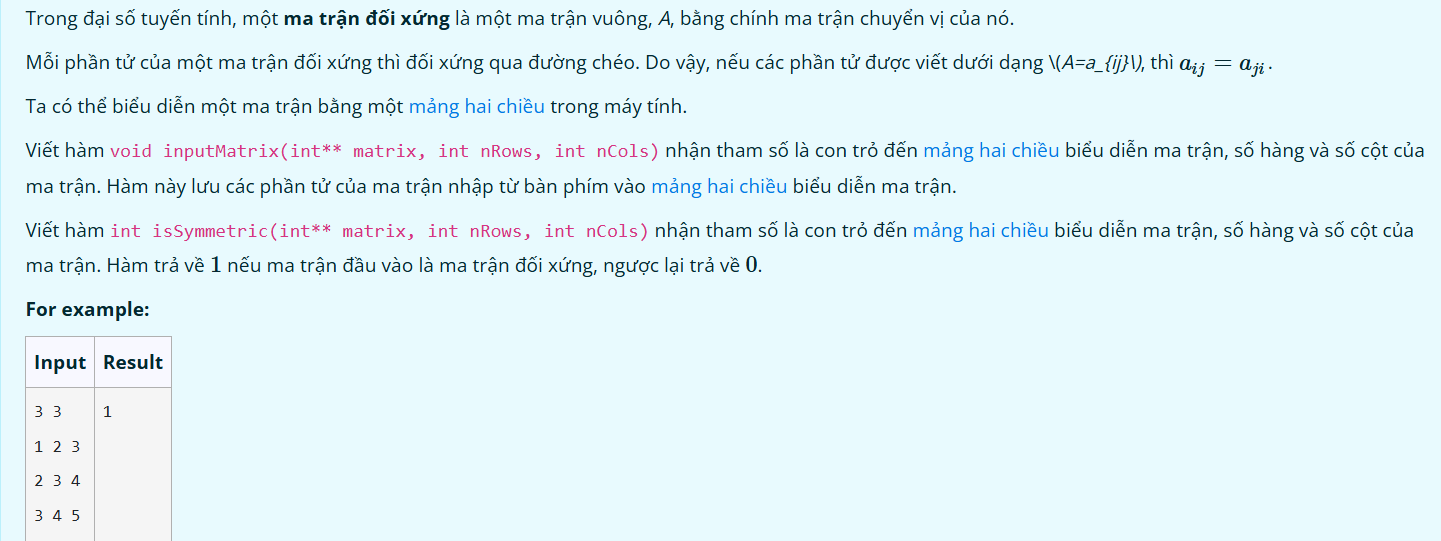 Trong đại số tuyến tính, một ma trận đối xứng là một ma trận vuông, A, bằng chính ma trận chuyển vị của nó.
Mỗi phần tử của một ma trận đối xứng thì đối xứng qua đường chéo. Do vậy, nếu các phần tử được viết dưới dạng \(A=a_{ij}\), thì a_{ij} = a_{ji}.
Ta có thể biểu diễn một ma trận bằng một mảng hai chiều trong máy tính.
Viết hàm void inputMatrix(int** matrix, int nRows, int nCols) nhận tham số là con trỏ đến mảng hai chiều biểu diễn ma trận, số hàng và số cột của
ma trận. Hàm này lưu các phần tử của ma trận nhập từ bàn phím vào mảng hai chiều biểu diễn ma trận.
Viết hàm int isSymmetric(int** matrix, int nRows, int nCols) nhận tham số là con trỏ đến mảng hai chiều biểu diễn ma trận, số hàng và số cột của
ma trận. Hàm trả về 1 nếu ma trận đầu vào là ma trận đối xứng, ngược lại trả về 0.
For example:
Input Result
3 3 1
1 2 3
2 3 4
3 4 5